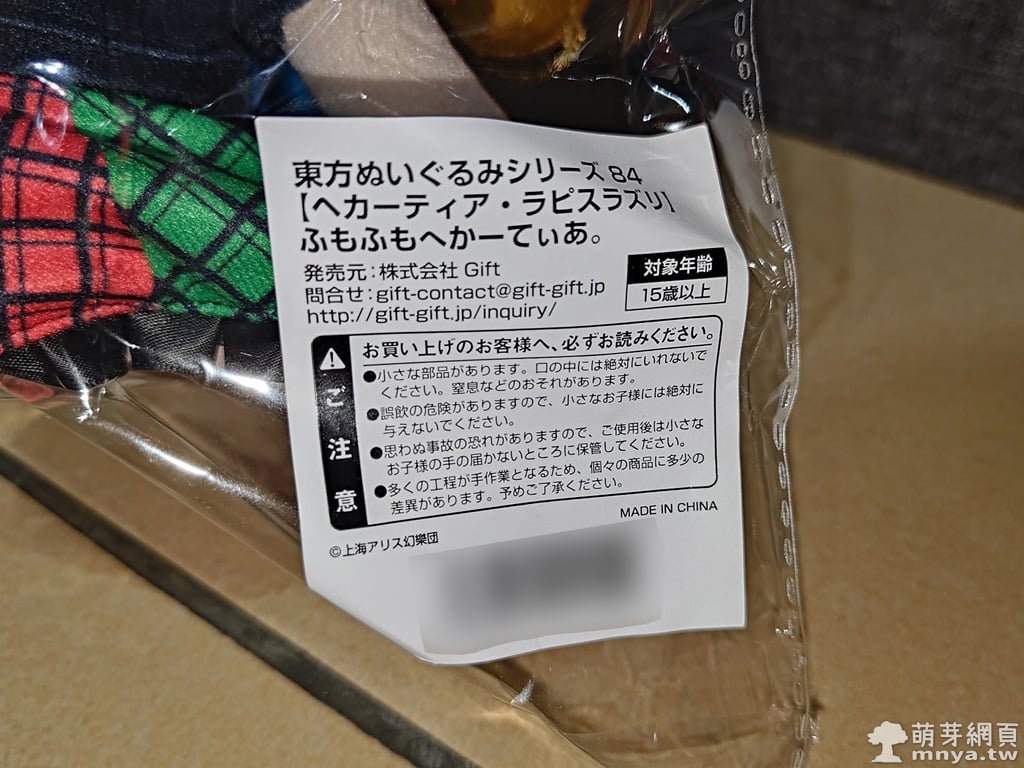 東方ぬいぐるみシリーズ 84
【ヘカーティア・ラピスラズリ】
ふもふもへかーてぃあ。
発売元：株式会社 Gift
問合せ：gift-contact@gift-gift.jp
http://gift-gift.jp/inquiry/
対象年齢
15歳以上
ご注意
お買い上げのお客様へ、必ずお読みください。
●小さな部品があります。口の中には絶対にいれないで
ください。窒息などのおそれがあります。
●誤飲の危険がありますので、小さなお子様には絶対に
与えないでください。
●思わぬ事故の恐れがありますので、ご使用後は小さな
お子様の手の届かないところに保管してください。
●多くの工程が手作業となるため、個々の商品に多少の
差異があります。予めご了承ください。
MADE IN CHINA
©上海アリス幻樂団
萌芽網頁
mnya.tw